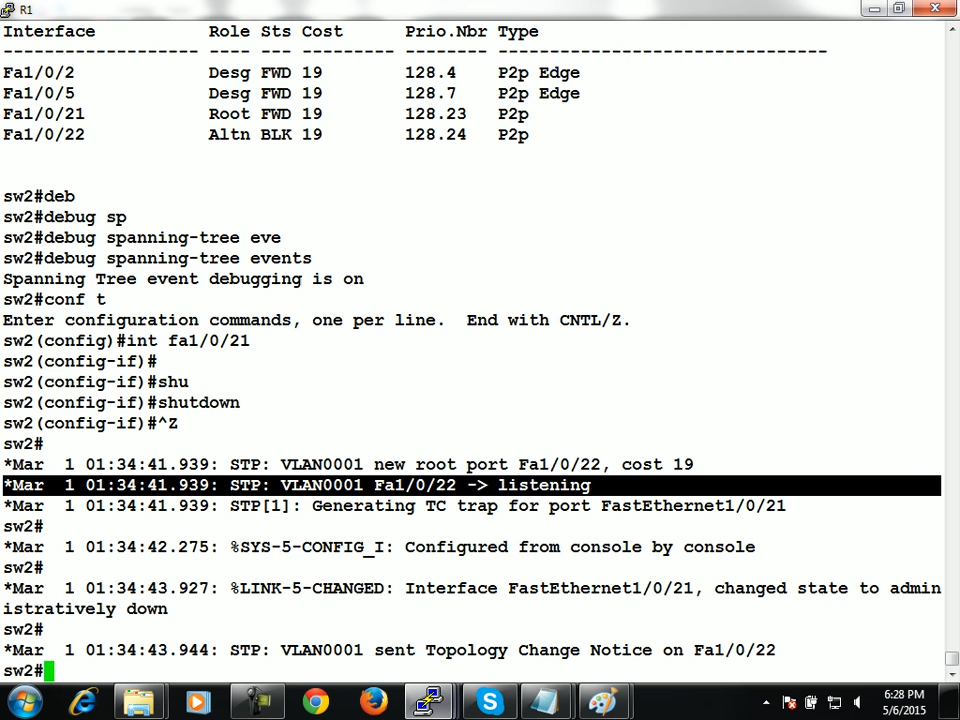 R1
Interface Role Sts Cost Prio.Nbr Type
------------------- ---- --- --------- -------- --------------------------------
Fa1/0/2 Desg FWD 19 128.4 P2p Edge
Fa1/0/5 Desg FWD 19 128.7 P2p Edge
Fa1/0/21 Root FWD 19 128.23 P2p
Fa1/0/22 Altn BLK 19 128.24 P2p
sw2#deb
sw2#debug sp
sw2#debug spanning-tree eve
sw2#debug spanning-tree events
Spanning Tree event debugging is on
sw2#conf t
Enter configuration commands, one per line.  End with CNTL/Z.
sw2(config)#int fa1/0/21
sw2(config-if)#
sw2(config-if)#shu
sw2(config-if)#shutdown
sw2(config-if)#^Z
sw2#
*Mar  1 01:34:41.939: STP: VLAN0001 new root port Fa1/0/22, cost 19
*Mar  1 01:34:41.939: STP: VLAN0001 Fa1/0/22 -> listening
*Mar  1 01:34:41.939: STP[1]: Generating TC trap for port FastEthernet1/0/21
sw2#
*Mar  1 01:34:42.275: %SYS-5-CONFIG_I: Configured from console by console
sw2#
*Mar  1 01:34:43.927: %LINK-5-CHANGED: Interface FastEthernet1/0/21, changed state to admin
istratively down
sw2#
*Mar  1 01:34:43.944: STP: VLAN0001 sent Topology Change Notice on Fa1/0/22
sw2#
6:28 PM
5/6/2015